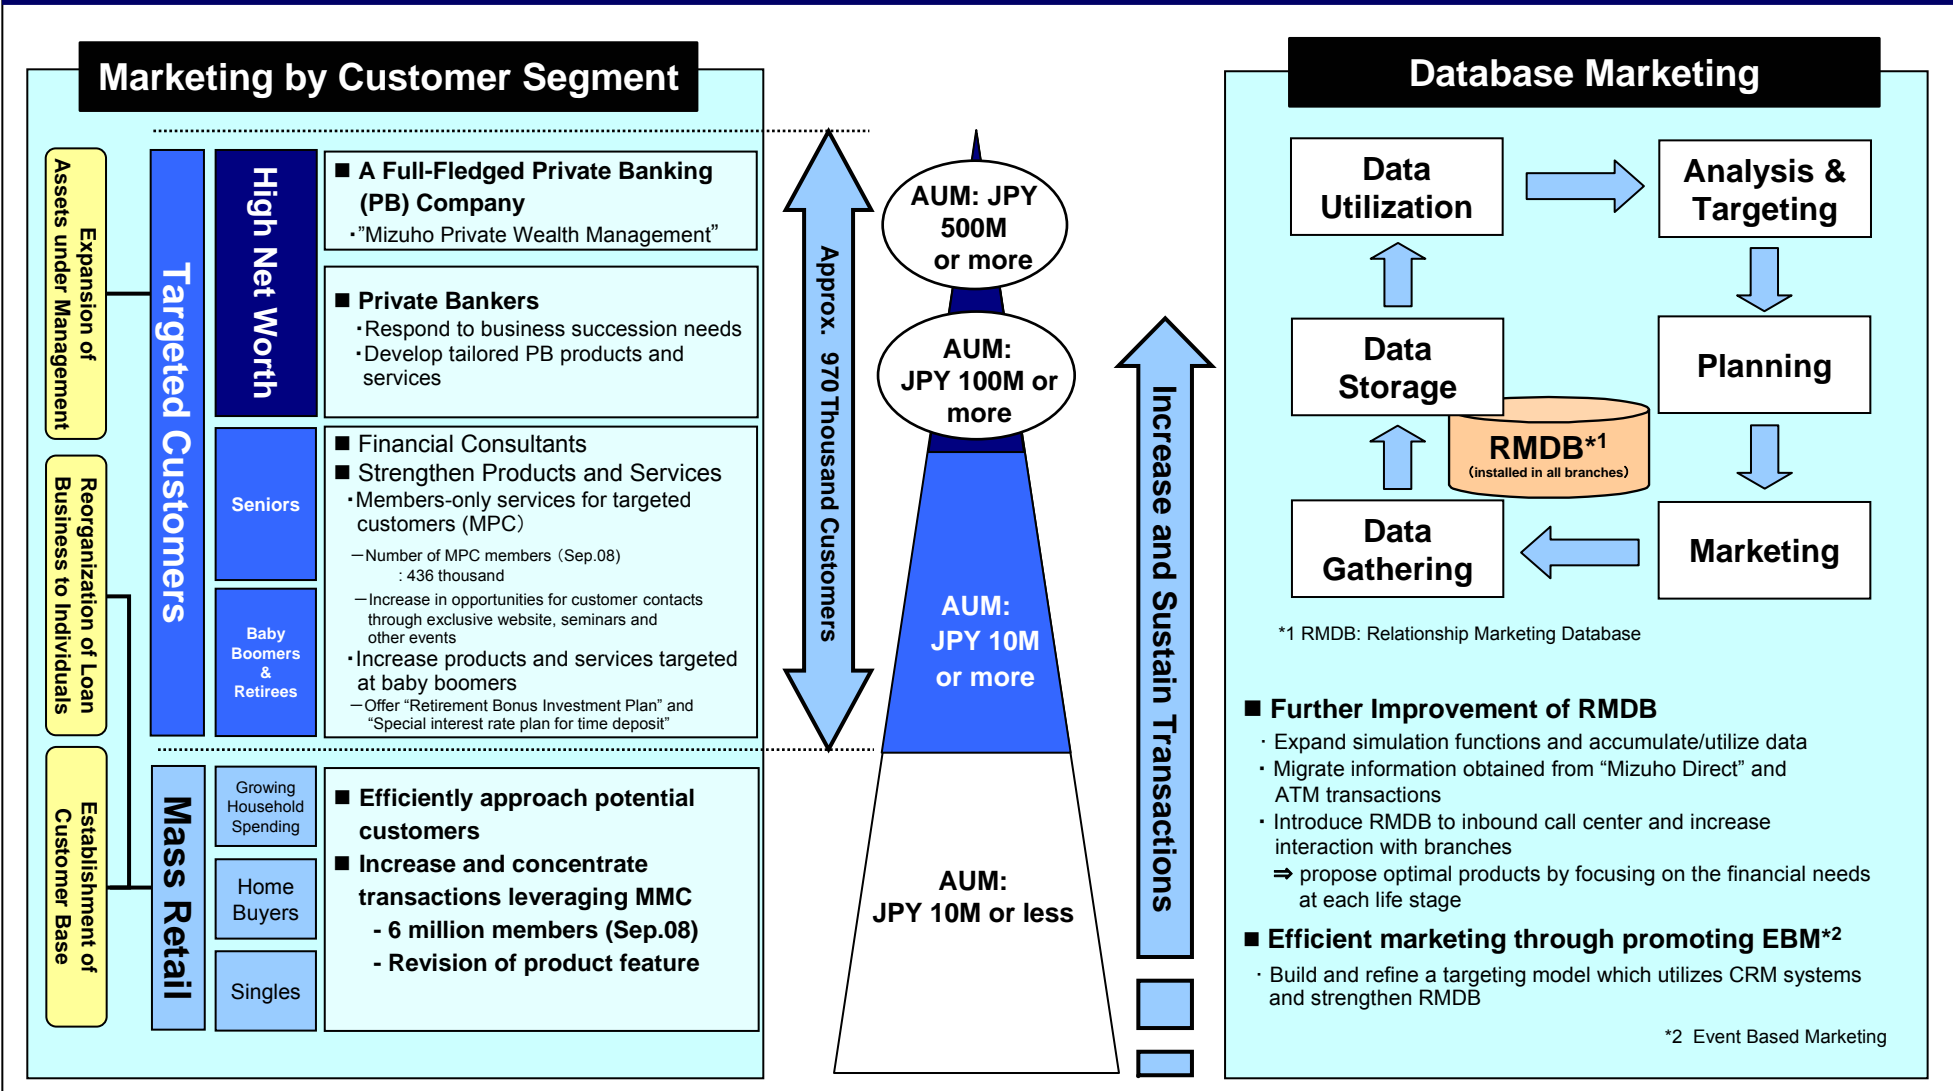 Marketing by Customer Segment
Expansion of
Assets under Management
Reorganization of Loan
Business to Individuals
Establishment of
Customer Base
Targeted Customers
High Net Worth
■ A Full-Fledged Private Banking
(PB) Company
・”Mizuho Private Wealth Management”
■ Private Bankers
・Respond to business succession needs
・Develop tailored PB products and
services
Seniors
Baby
Boomers
&
Retirees
■ Financial Consultants
■ Strengthen Products and Services
・Members-only services for targeted
customers (MPC）
－Number of MPC members（Sep.08)
: 436 thousand
－Increase in opportunities for customer contacts
through exclusive website, seminars and
other events
・Increase products and services targeted
at baby boomers
－Offer “Retirement Bonus Investment Plan” and
“Special interest rate plan for time deposit”
Mass Retail
Growing
Household
Spending
Home
Buyers
Singles
■ Efficiently approach potential
customers
■ Increase and concentrate
transactions leveraging MMC
- 6 million members (Sep.08)
- Revision of product feature
Approx. 970 Thousand Customers
AUM: JPY
500M
or more
AUM:
JPY 100M or
more
AUM:
JPY 10M
or more
AUM:
JPY 10M or less
Increase and Sustain Transactions
Database Marketing
Data
Utilization
Analysis &
Targeting
Data
Storage
Planning
RMDB*1
（installed in all branches）
Data
Gathering
Marketing
*1 RMDB: Relationship Marketing Database
■ Further Improvement of RMDB
・ Expand simulation functions and accumulate/utilize data
・ Migrate information obtained from “Mizuho Direct” and
ATM transactions
・ Introduce RMDB to inbound call center and increase
interaction with branches
⇒ propose optimal products by focusing on the financial needs
at each life stage
■ Efficient marketing through promoting EBM*2
・ Build and refine a targeting model which utilizes CRM systems
and strengthen RMDB
*2 Event Based Marketing